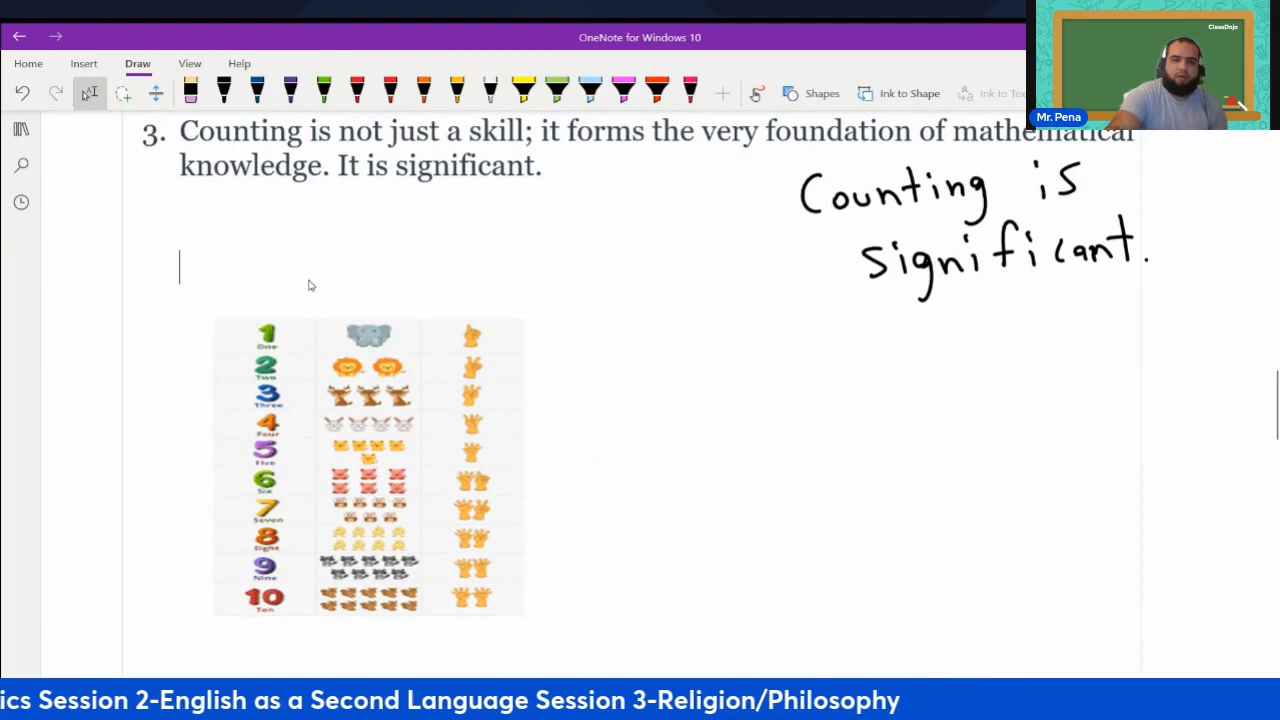 OneNote for Windows 10
ClassDojo
Home Insert Draw View Help
Shapes Ink to Shape Ink to Tex
Mr. Pena
3. Counting is not just a skill; it forms the very foundation of mathematical
knowledge. It is significant.
Counting is
significant.
1
One
2
Two
3
Three
4
Four
5
Five
6
Six
7
Seven
8
Eight
9
Nine
10
Ten
ics Session 2-English as a Second Language Session 3-Religion/Philosophy